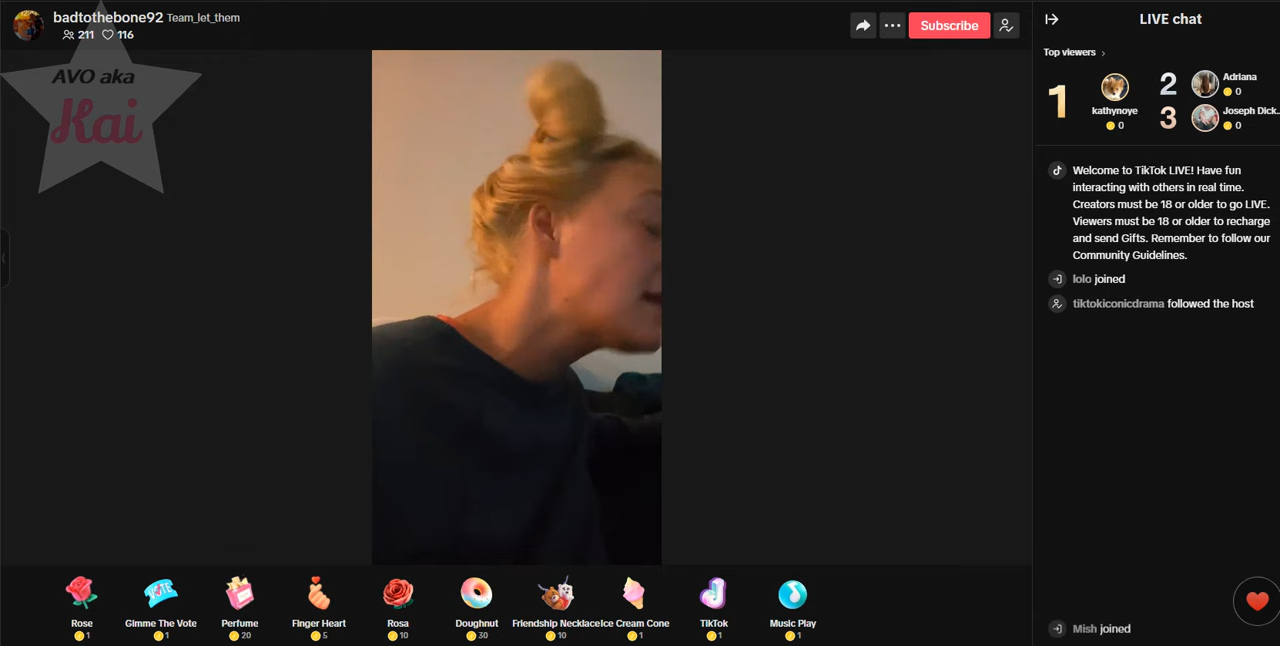 badtothebone92 Team_let_them
211 116
Subscribe
AVO aka
Kai
LIVE chat
Top viewers
1
kathynoye
0
2
Adriana
0
3
Joseph Dick...
0
Welcome to TikTok LIVE! Have fun
interacting with others in real time.
Creators must be 18 or older to go LIVE.
Viewers must be 18 or older to recharge
and send Gifts. Remember to follow our
Community Guidelines.
lolo joined
tiktokiconicdrama followed the host
Mish joined
Rose
1
VOTE
Gimme The Vote
1
Perfume
20
Finger Heart
5
Rosa
10
Doughnut
30
Friendship Necklace
10
Ice Cream Cone
1
TikTok
1
Music Play
1